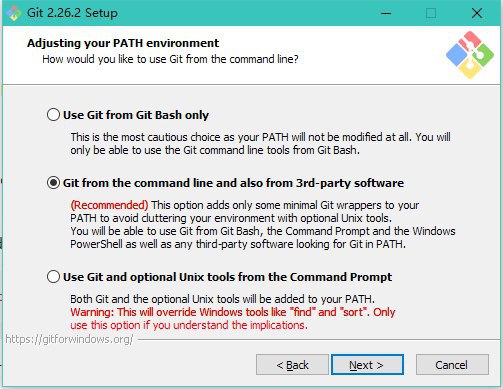 Git 2.26.2 Setup
Adjusting your PATH environment
How would you like to use Git from the command line?
Use Git from Git Bash only
This is the most cautious choice as your PATH will not be modified at all. You will
only be able to use the Git command line tools from Git Bash.
Git from the command line and also from 3rd-party software
(Recommended) This option adds only some minimal Git wrappers to your
PATH to avoid cluttering your environment with optional Unix tools.
You will be able to use Git from Git Bash, the Command Prompt and the Windows
PowerShell as well as any third-party software looking for Git in PATH.
Use Git and optional Unix tools from the Command Prompt
Both Git and the optional Unix tools will be added to your PATH.
Warning: This will override Windows tools like "find" and "sort". Only
use this option if you understand the implications.
https://gitforwindows.org/
< Back
Next >
Cancel